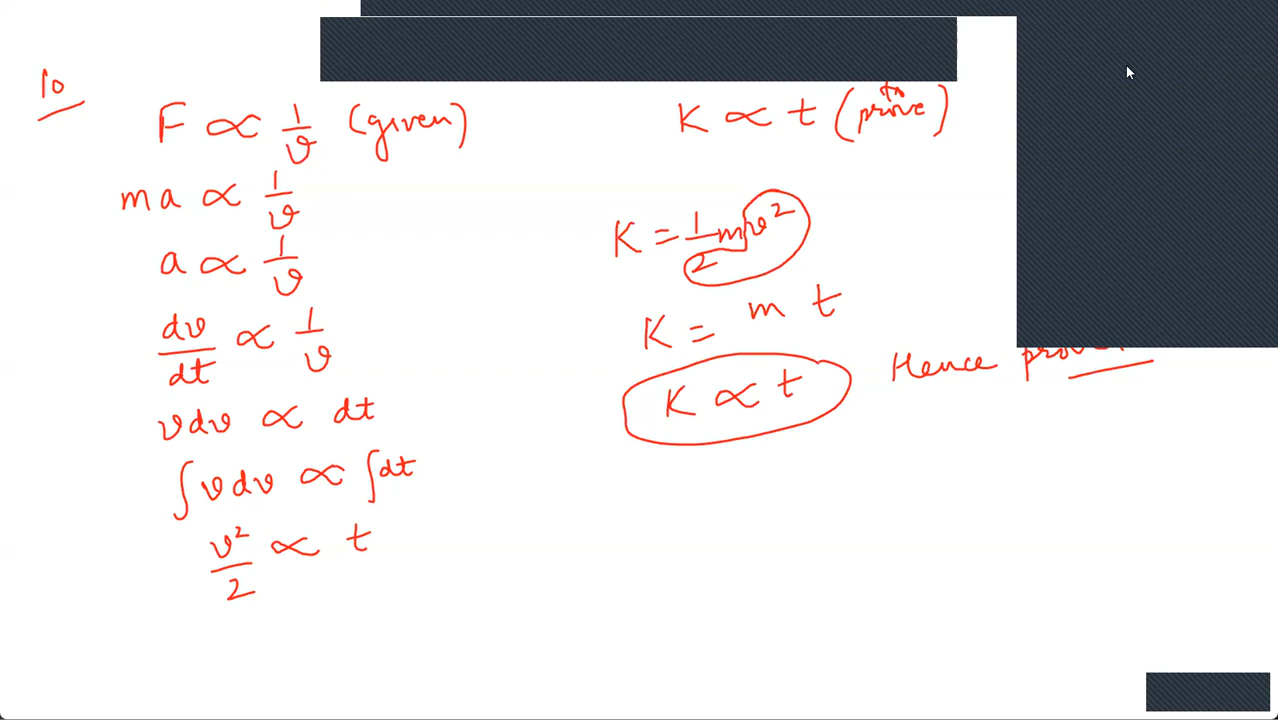 10
F ∝ 1/v (given)
ma ∝ 1/v
a ∝ 1/v
dv/dt ∝ 1/v
vdv ∝ dt
∫vdv ∝ ∫dt
v²/2 ∝ t
K ∝ t (to prove)
K = 1/2 mv²
K = m t
K ∝ t
Hence